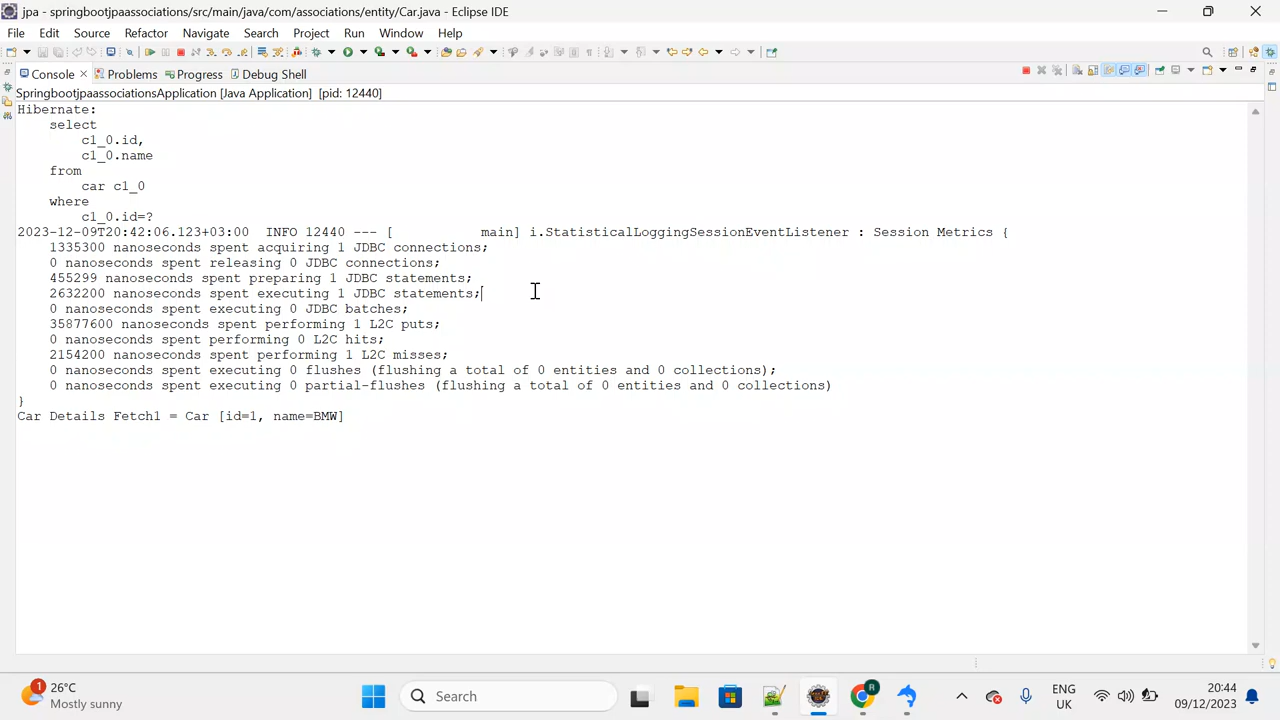 jpa - springbootjpaassociations/src/main/java/com/associations/entity/Car.java - Eclipse IDE
File Edit Source Refactor Navigate Search Project Run Window Help
Console Problems Progress Debug Shell
SpringbootjpaassociationsApplication [Java Application] [pid: 12440]
Hibernate:
select
c1_0.id,
c1_0.name
from
car c1_0
where
c1_0.id=?
2023-12-09T20:42:06.123+03:00 INFO 12440 --- [ main] i.StatisticalLoggingSessionEventListener : Session Metrics {
1335300 nanoseconds spent acquiring 1 JDBC connections;
0 nanoseconds spent releasing 0 JDBC connections;
455299 nanoseconds spent preparing 1 JDBC statements;
2632200 nanoseconds spent executing 1 JDBC statements;
0 nanoseconds spent executing 0 JDBC batches;
35877600 nanoseconds spent performing 1 L2C puts;
0 nanoseconds spent performing 0 L2C hits;
2154200 nanoseconds spent performing 1 L2C misses;
0 nanoseconds spent executing 0 flushes (flushing a total of 0 entities and 0 collections);
0 nanoseconds spent executing 0 partial-flushes (flushing a total of 0 entities and 0 collections)
}
Car Details Fetch1 = Car [id=1, name=BMW]
1
26°C
Mostly sunny
Search
R
ENG
UK
20:44
09/12/2023